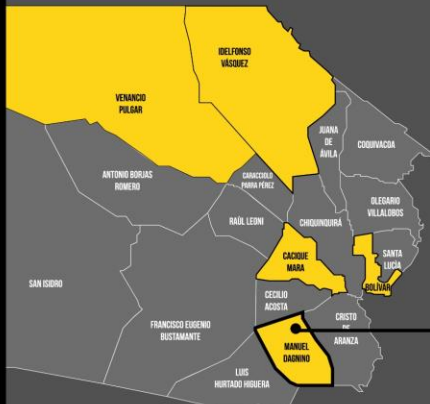 IDELFONSO
VÁSQUEZ
VENANCIO
PULGAR
JUANA
DE
ÁVILA
COQUIVACOA
ANTONIO BORJAS
ROMERO
CARACCIOLO
PARRA PÉREZ
OLEGARIO
VILLALOBOS
RAÚL LEONI
CHIQUINQUIRÁ
SANTA
LUCÍA
CACIQUE
MARA
BOLÍVAR
SAN ISIDRO
CECILIO
ACOSTA
CRISTO
DE
ARANZA
FRANCISCO EUGENIO
BUSTAMANTE
MANUEL
DAGNINO
LUIS
HURTADO HIGUERA